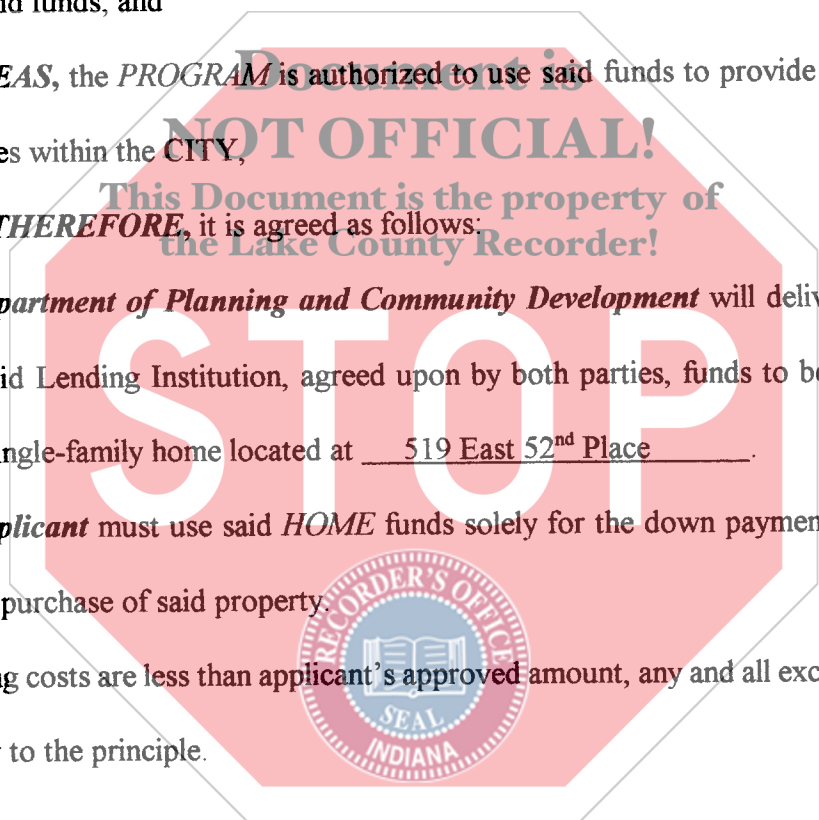 id funds, and
EAS, the PROGRAM is authorized to use said funds to provide
Document is
es within the CITY,
NOT OFFICIAL!
This Document is the property of
THEREFORE, it is agreed as follows:
the Lake County Recorder!
partment of Planning and Community Development will deliv
id Lending Institution, agreed upon by both parties, funds to be
STOP
ngle-family home located at 519 East 52nd Place.
plicant must use said HOME funds solely for the down paymen
purchase of said property.
RECORDER'S OFFICE
g costs are less than applicant's approved amount, any and all exc
SEAL
INDIANA
to the principle.